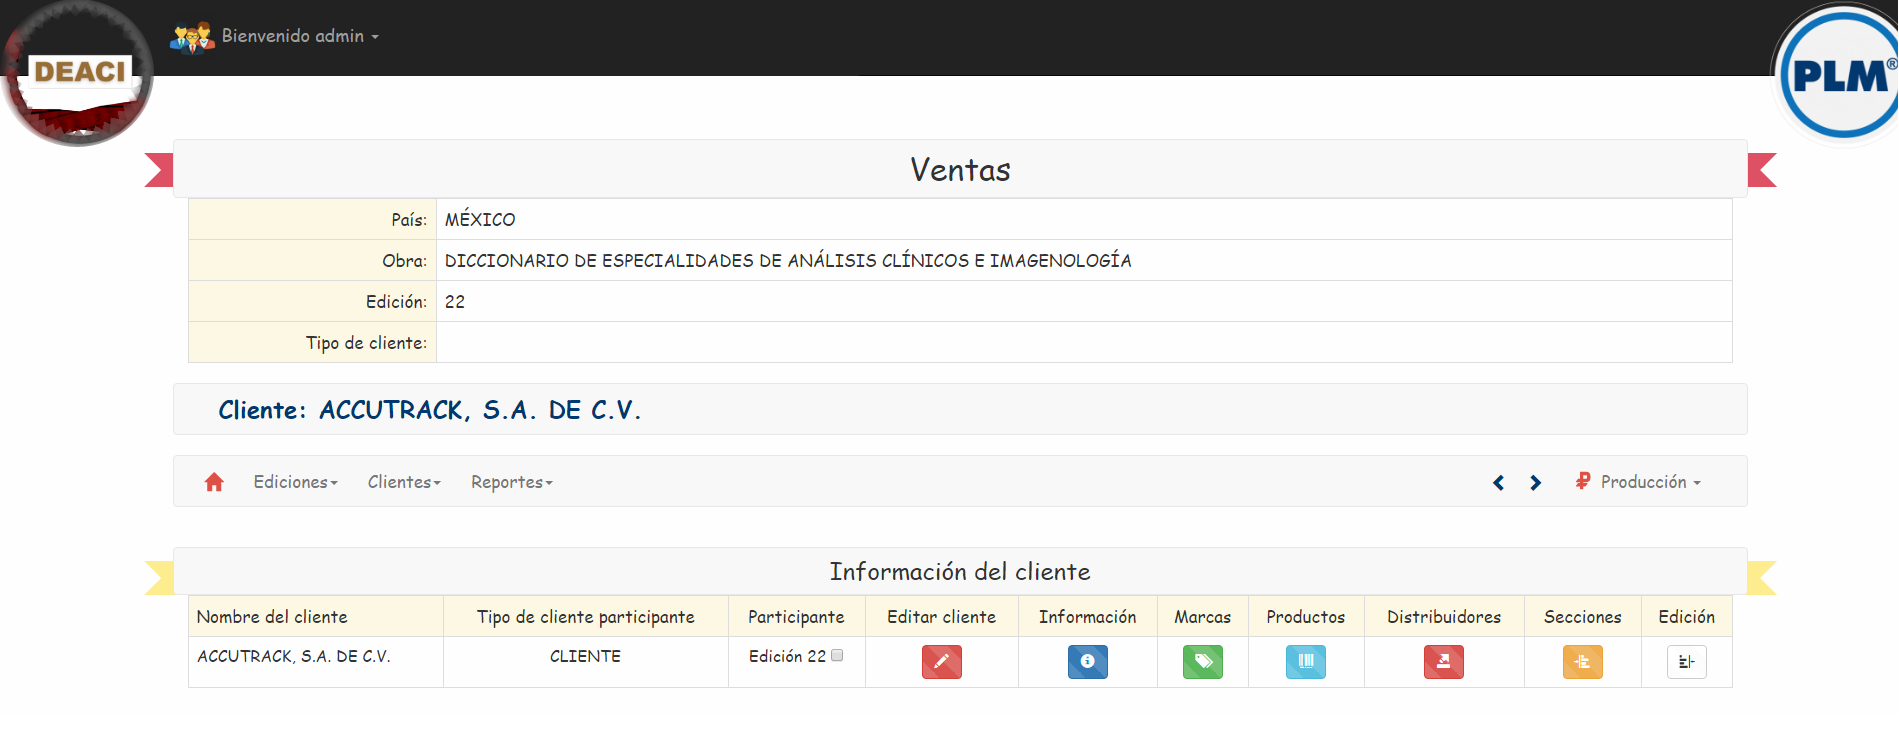 Bienvenido admin
DEACI
PLM®
Ventas
País: MÉXICO
Obra: DICCIONARIO DE ESPECIALIDADES DE ANÁLISIS CLÍNICOS E IMAGENOLOGÍA
Edición: 22
Tipo de cliente:
Cliente: ACCUTRACK, S.A. DE C.V.
Ediciones Clientes Reportes Producción
Información del cliente
Nombre del cliente Tipo de cliente participante Participante Editar cliente Información Marcas Productos Distribuidores Secciones Edición
ACCUTRACK, S.A. DE C.V. CLIENTE Edición 22